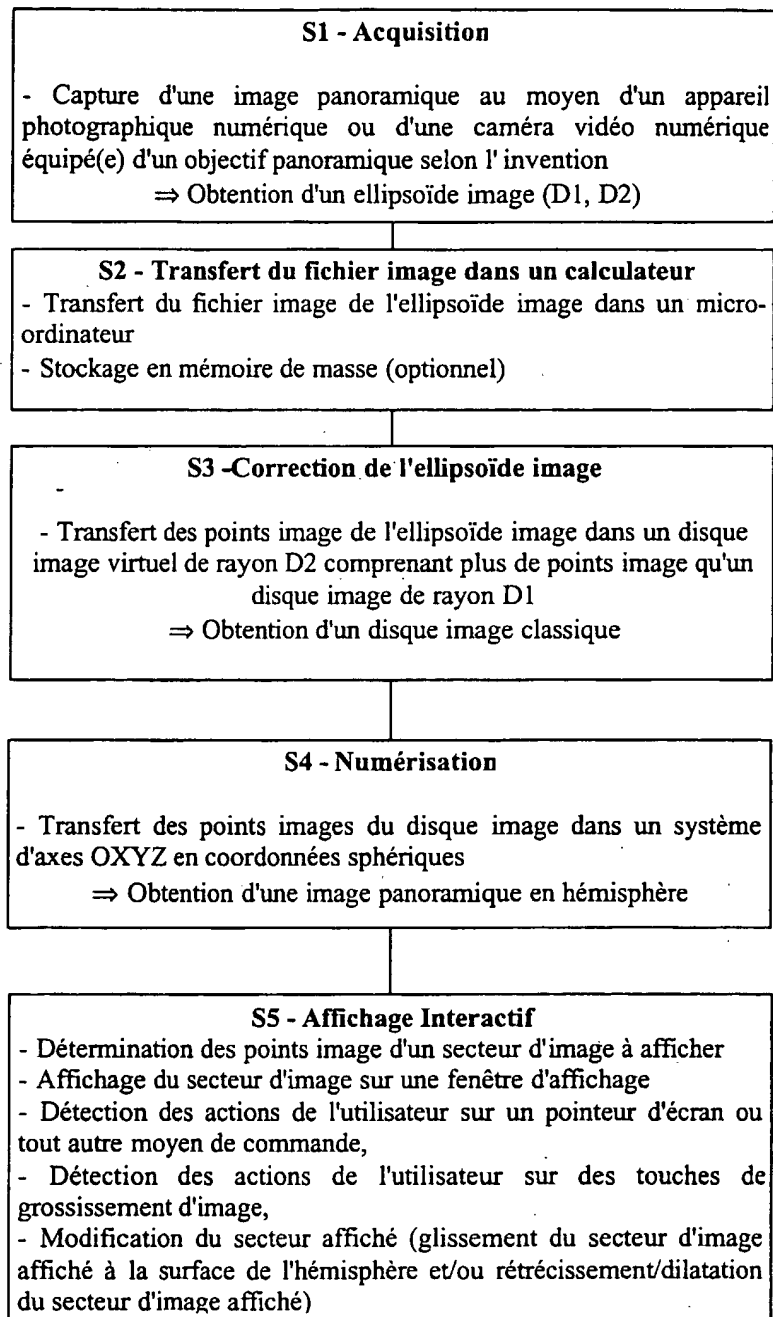 S1 - Acquisition
- Capture d'une image panoramique au moyen d'un appareil
photographique numérique ou d'une caméra vidéo numérique
équipé(e) d'un objectif panoramique selon l' invention
⇒ Obtention d'un ellipsoïde image (D1, D2)
S2 - Transfert du fichier image dans un calculateur
- Transfert du fichier image de l'ellipsoïde image dans un micro-
ordinateur
- Stockage en mémoire de masse (optionnel)
S3 -Correction de l'ellipsoïde image
- Transfert des points image de l'ellipsoïde image dans un disque
image virtuel de rayon D2 comprenant plus de points image qu'un
disque image de rayon D1
⇒ Obtention d'un disque image classique
S4 - Numérisation
- Transfert des points images du disque image dans un système
d'axes OXYZ en coordonnées sphériques
⇒ Obtention d'une image panoramique en hémisphère
S5 - Affichage Interactif
- Détermination des points image d'un secteur d'image à afficher
- Affichage du secteur d'image sur une fenêtre d'affichage
- Détection des actions de l'utilisateur sur un pointeur d'écran ou
tout autre moyen de commande,
- Détection des actions de l'utilisateur sur des touches de
grossissement d'image,
- Modification du secteur affiché (glissement du secteur d'image
affiché à la surface de l'hémisphère et/ou rétrécissement/dilatation
du secteur d'image affiché)